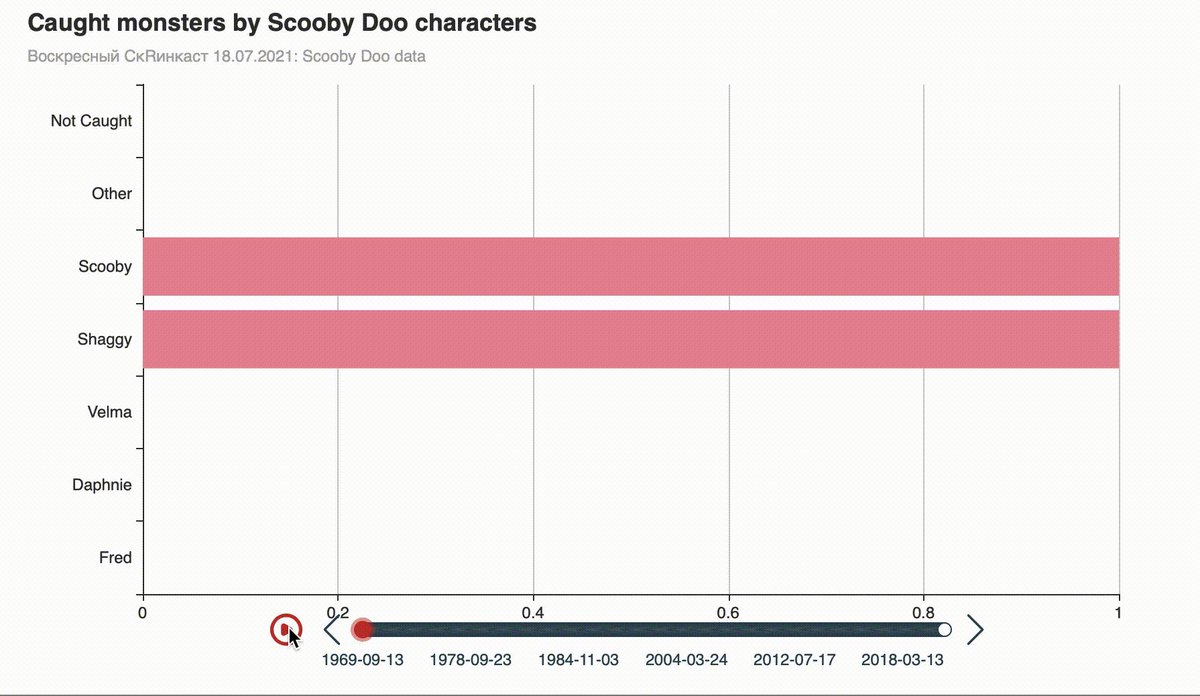 Caught monsters by Scooby Doo characters
Воскресный СкRинкаст 18.07.2021: Scooby Doo data
Not Caught
Other
Scooby
Shaggy
Velma
Daphnie
Fred
0 0.2 0.4 0.6 0.8 1
1969-09-13 1978-09-23 1984-11-03 2004-03-24 2012-07-17 2018-03-13